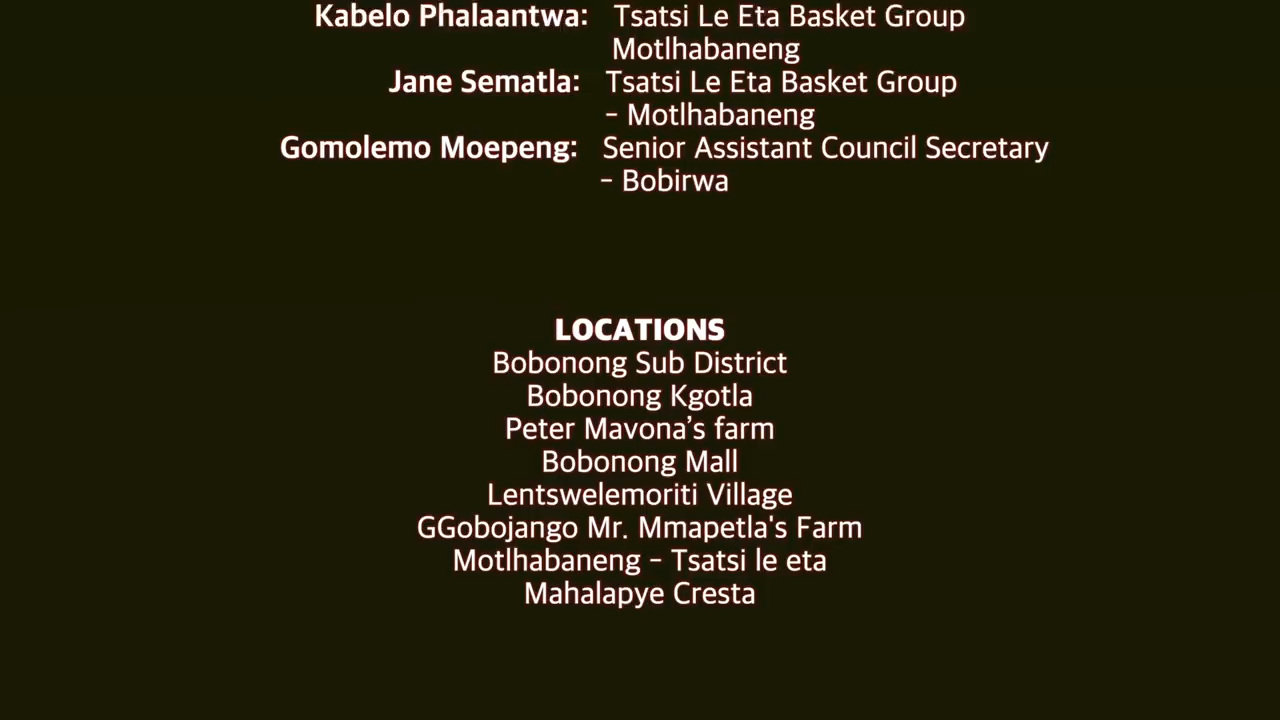 Kabelo Phalaantwa: Tsatsi Le Eta Basket Group
Motlhabaneng
Jane Sematla: Tsatsi Le Eta Basket Group
- Motlhabaneng
Gomolemo Moepeng: Senior Assistant Council Secretary
- Bobirwa
LOCATIONS
Bobonong Sub District
Bobonong Kgotla
Peter Mavona’s farm
Bobonong Mall
Lentswelemoriti Village
GGobojango Mr. Mmapetla's Farm
Motlhabaneng - Tsatsi le eta
Mahalapye Cresta